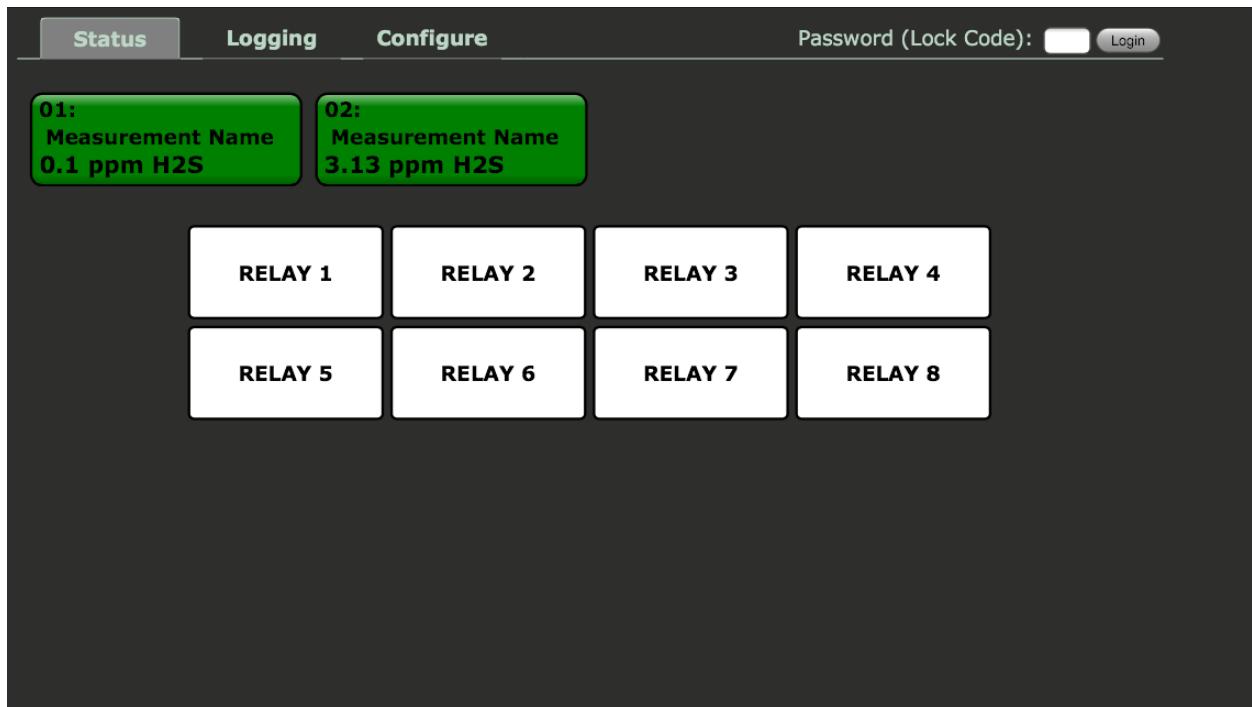 Status Logging Configure Password (Lock Code): Login
01:
Measurement Name
0.1 ppm H2S
02:
Measurement Name
3.13 ppm H2S
RELAY 1 RELAY 2 RELAY 3 RELAY 4
RELAY 5 RELAY 6 RELAY 7 RELAY 8